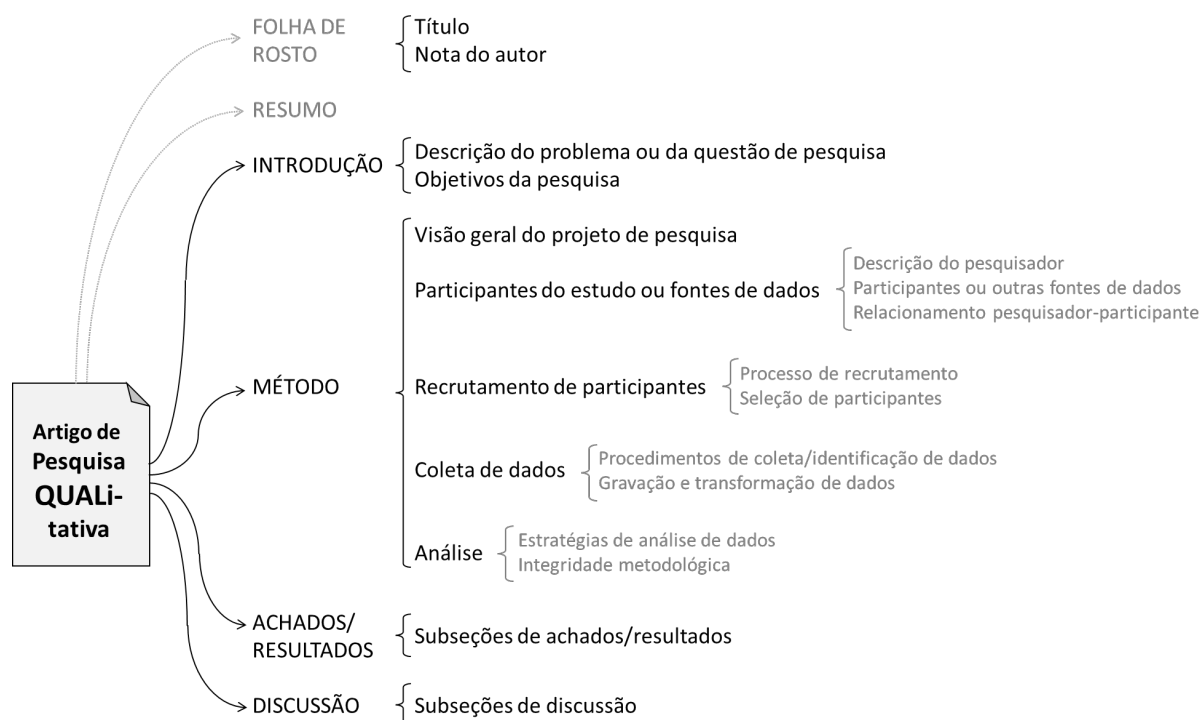 FOLHA DE
ROSTO
Título
Nota do autor
RESUMO
INTRODUÇÃO
Descrição do problema ou da questão de pesquisa
Objetivos da pesquisa
MÉTODO
Visão geral do projeto de pesquisa
Participantes do estudo ou fontes de dados
Descrição do pesquisador
Participantes ou outras fontes de dados
Relacionamento pesquisador-participante
Recrutamento de participantes
Processo de recrutamento
Seleção de participantes
Coleta de dados
Procedimentos de coleta/identificação de dados
Gravação e transformação de dados
Análise
Estratégias de análise de dados
Integridade metodológica
Artigo de
Pesquisa
QUALi-
tativa
ACHADOS/
RESULTADOS
Subseções de achados/resultados
DISCUSSÃO
Subseções de discussão